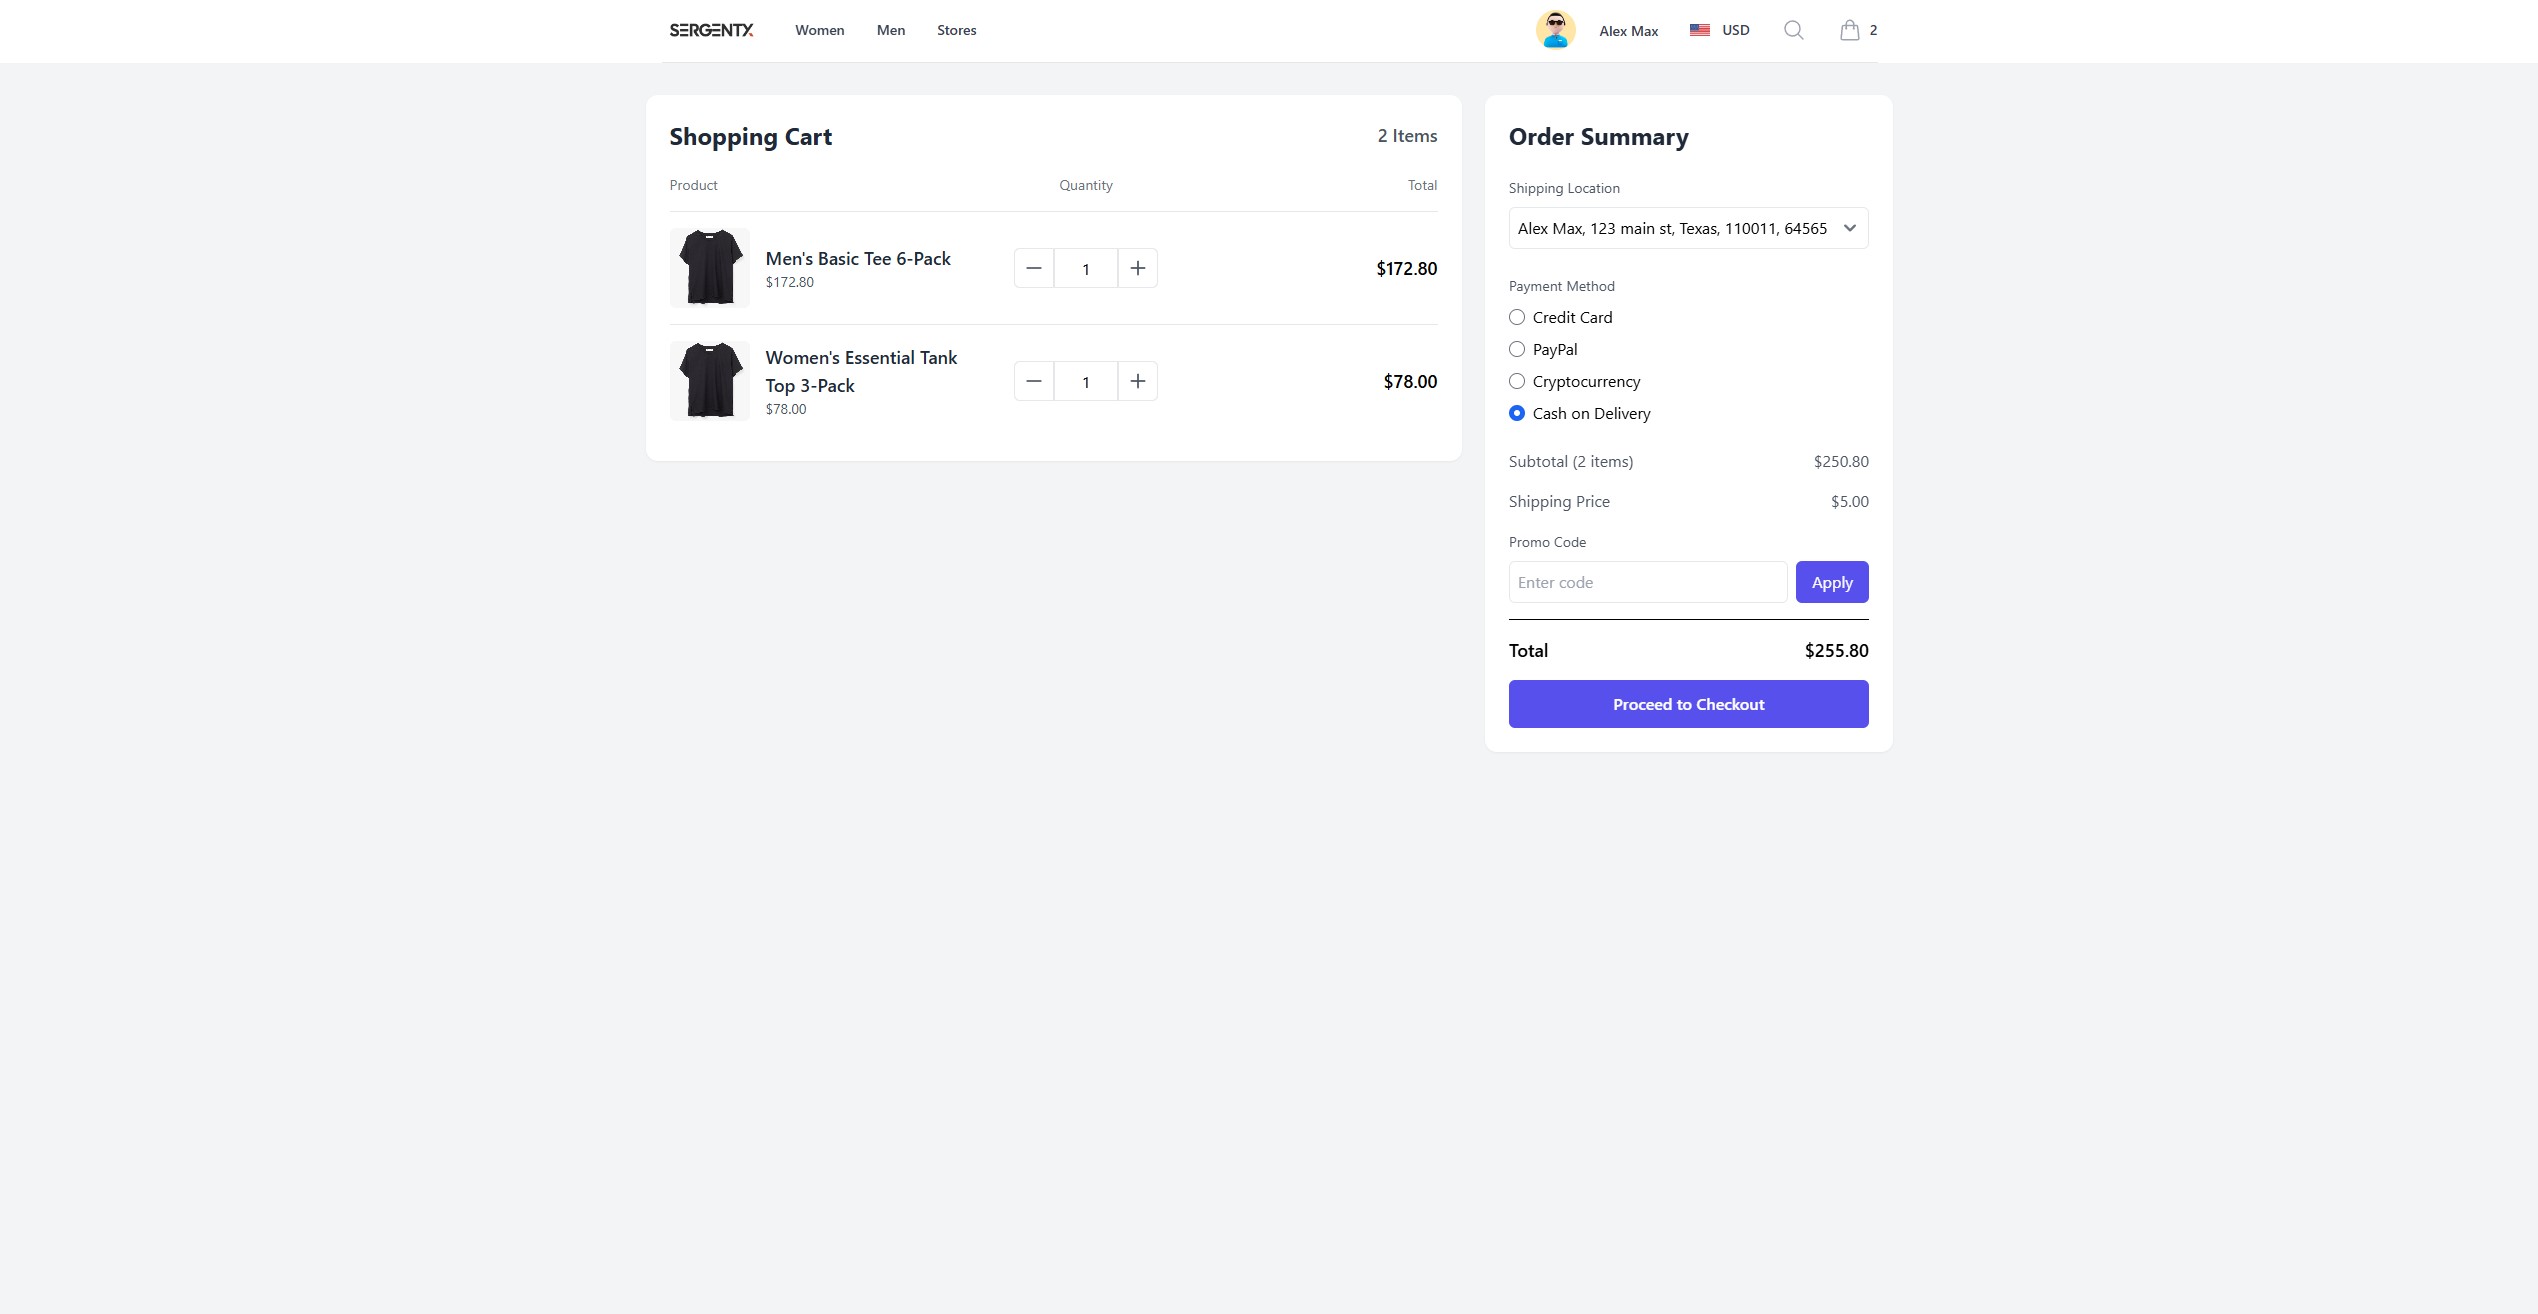 SERGENTX
Women
Men
Stores
Alex Max
USD
2
Shopping Cart
2 Items
Product
Quantity
Total
Men's Basic Tee 6-Pack
$172.80
1
$172.80
Women's Essential Tank
Top 3-Pack
$78.00
1
$78.00
Order Summary
Shipping Location
Alex Max, 123 main st, Texas, 110011, 64565
Payment Method
Credit Card
PayPal
Cryptocurrency
Cash on Delivery
Subtotal (2 items)
$250.80
Shipping Price
$5.00
Promo Code
Enter code
Apply
Total
$255.80
Proceed to Checkout